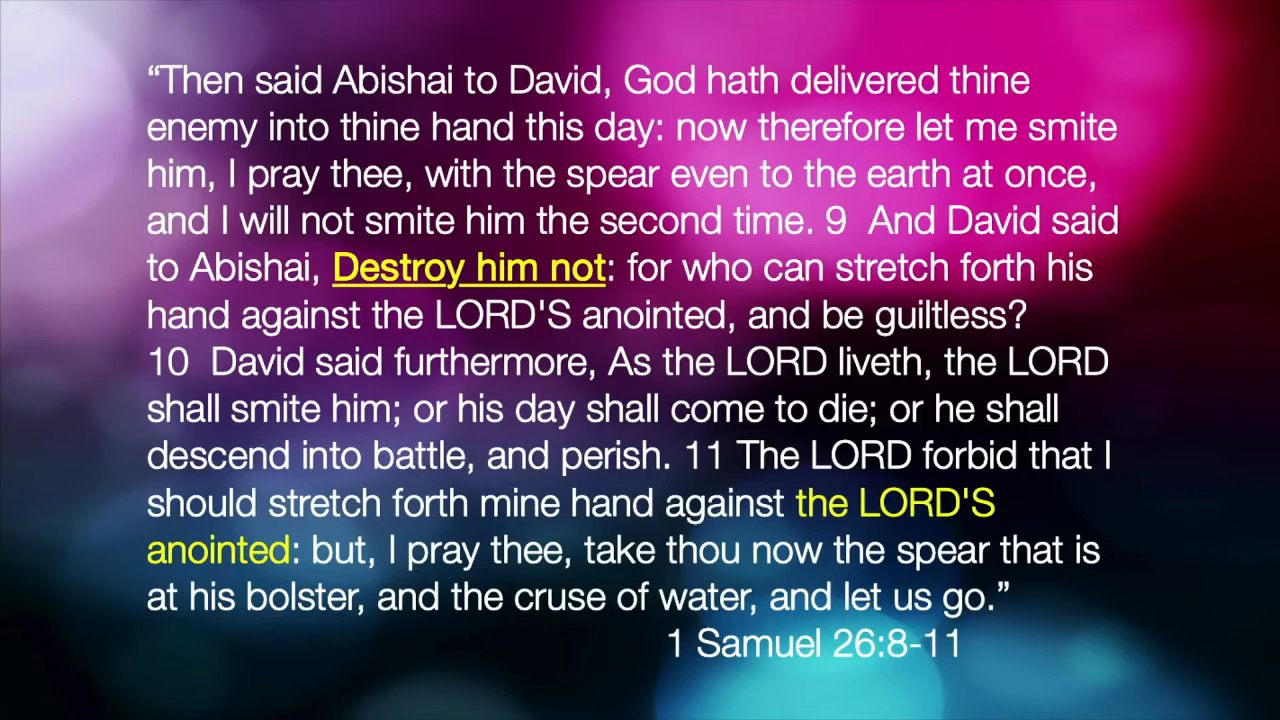 “Then said Abishai to David, God hath delivered thine
enemy into thine hand this day: now therefore let me smite
him, I pray thee, with the spear even to the earth at once,
and I will not smite him the second time. 9  And David said
to Abishai, Destroy him not: for who can stretch forth his
hand against the LORD'S anointed, and be guiltless?
10  David said furthermore, As the LORD liveth, the LORD
shall smite him; or his day shall come to die; or he shall
descend into battle, and perish. 11 The LORD forbid that I
should stretch forth mine hand against the LORD'S
anointed: but, I pray thee, take thou now the spear that is
at his bolster, and the cruse of water, and let us go.”
1 Samuel 26:8-11